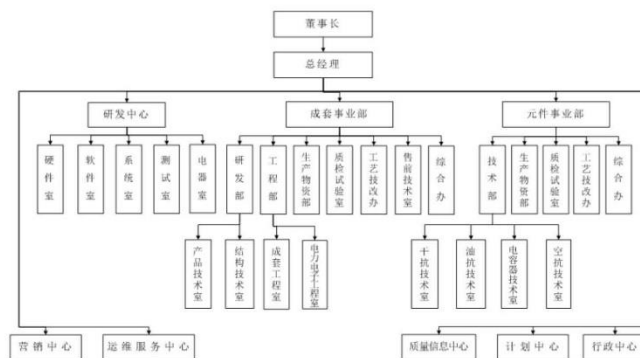 董事长
总经理
研发中心
成套事业部
元件事业部
硬件室
软件室
系统室
测试室
电器室
研发部
工程部
生产物资部
质检试验室
工艺技改办
售前技术室
综合办
技术部
生产物资部
质检试验室
工艺技改办
综合办
产品技术室
结构技术室
成套工程室
电力电子工程室
干抗技术室
油抗技术室
电容器技术室
空抗技术室
营销中心
运维服务中心
质量信息中心
计划中心
行政中心